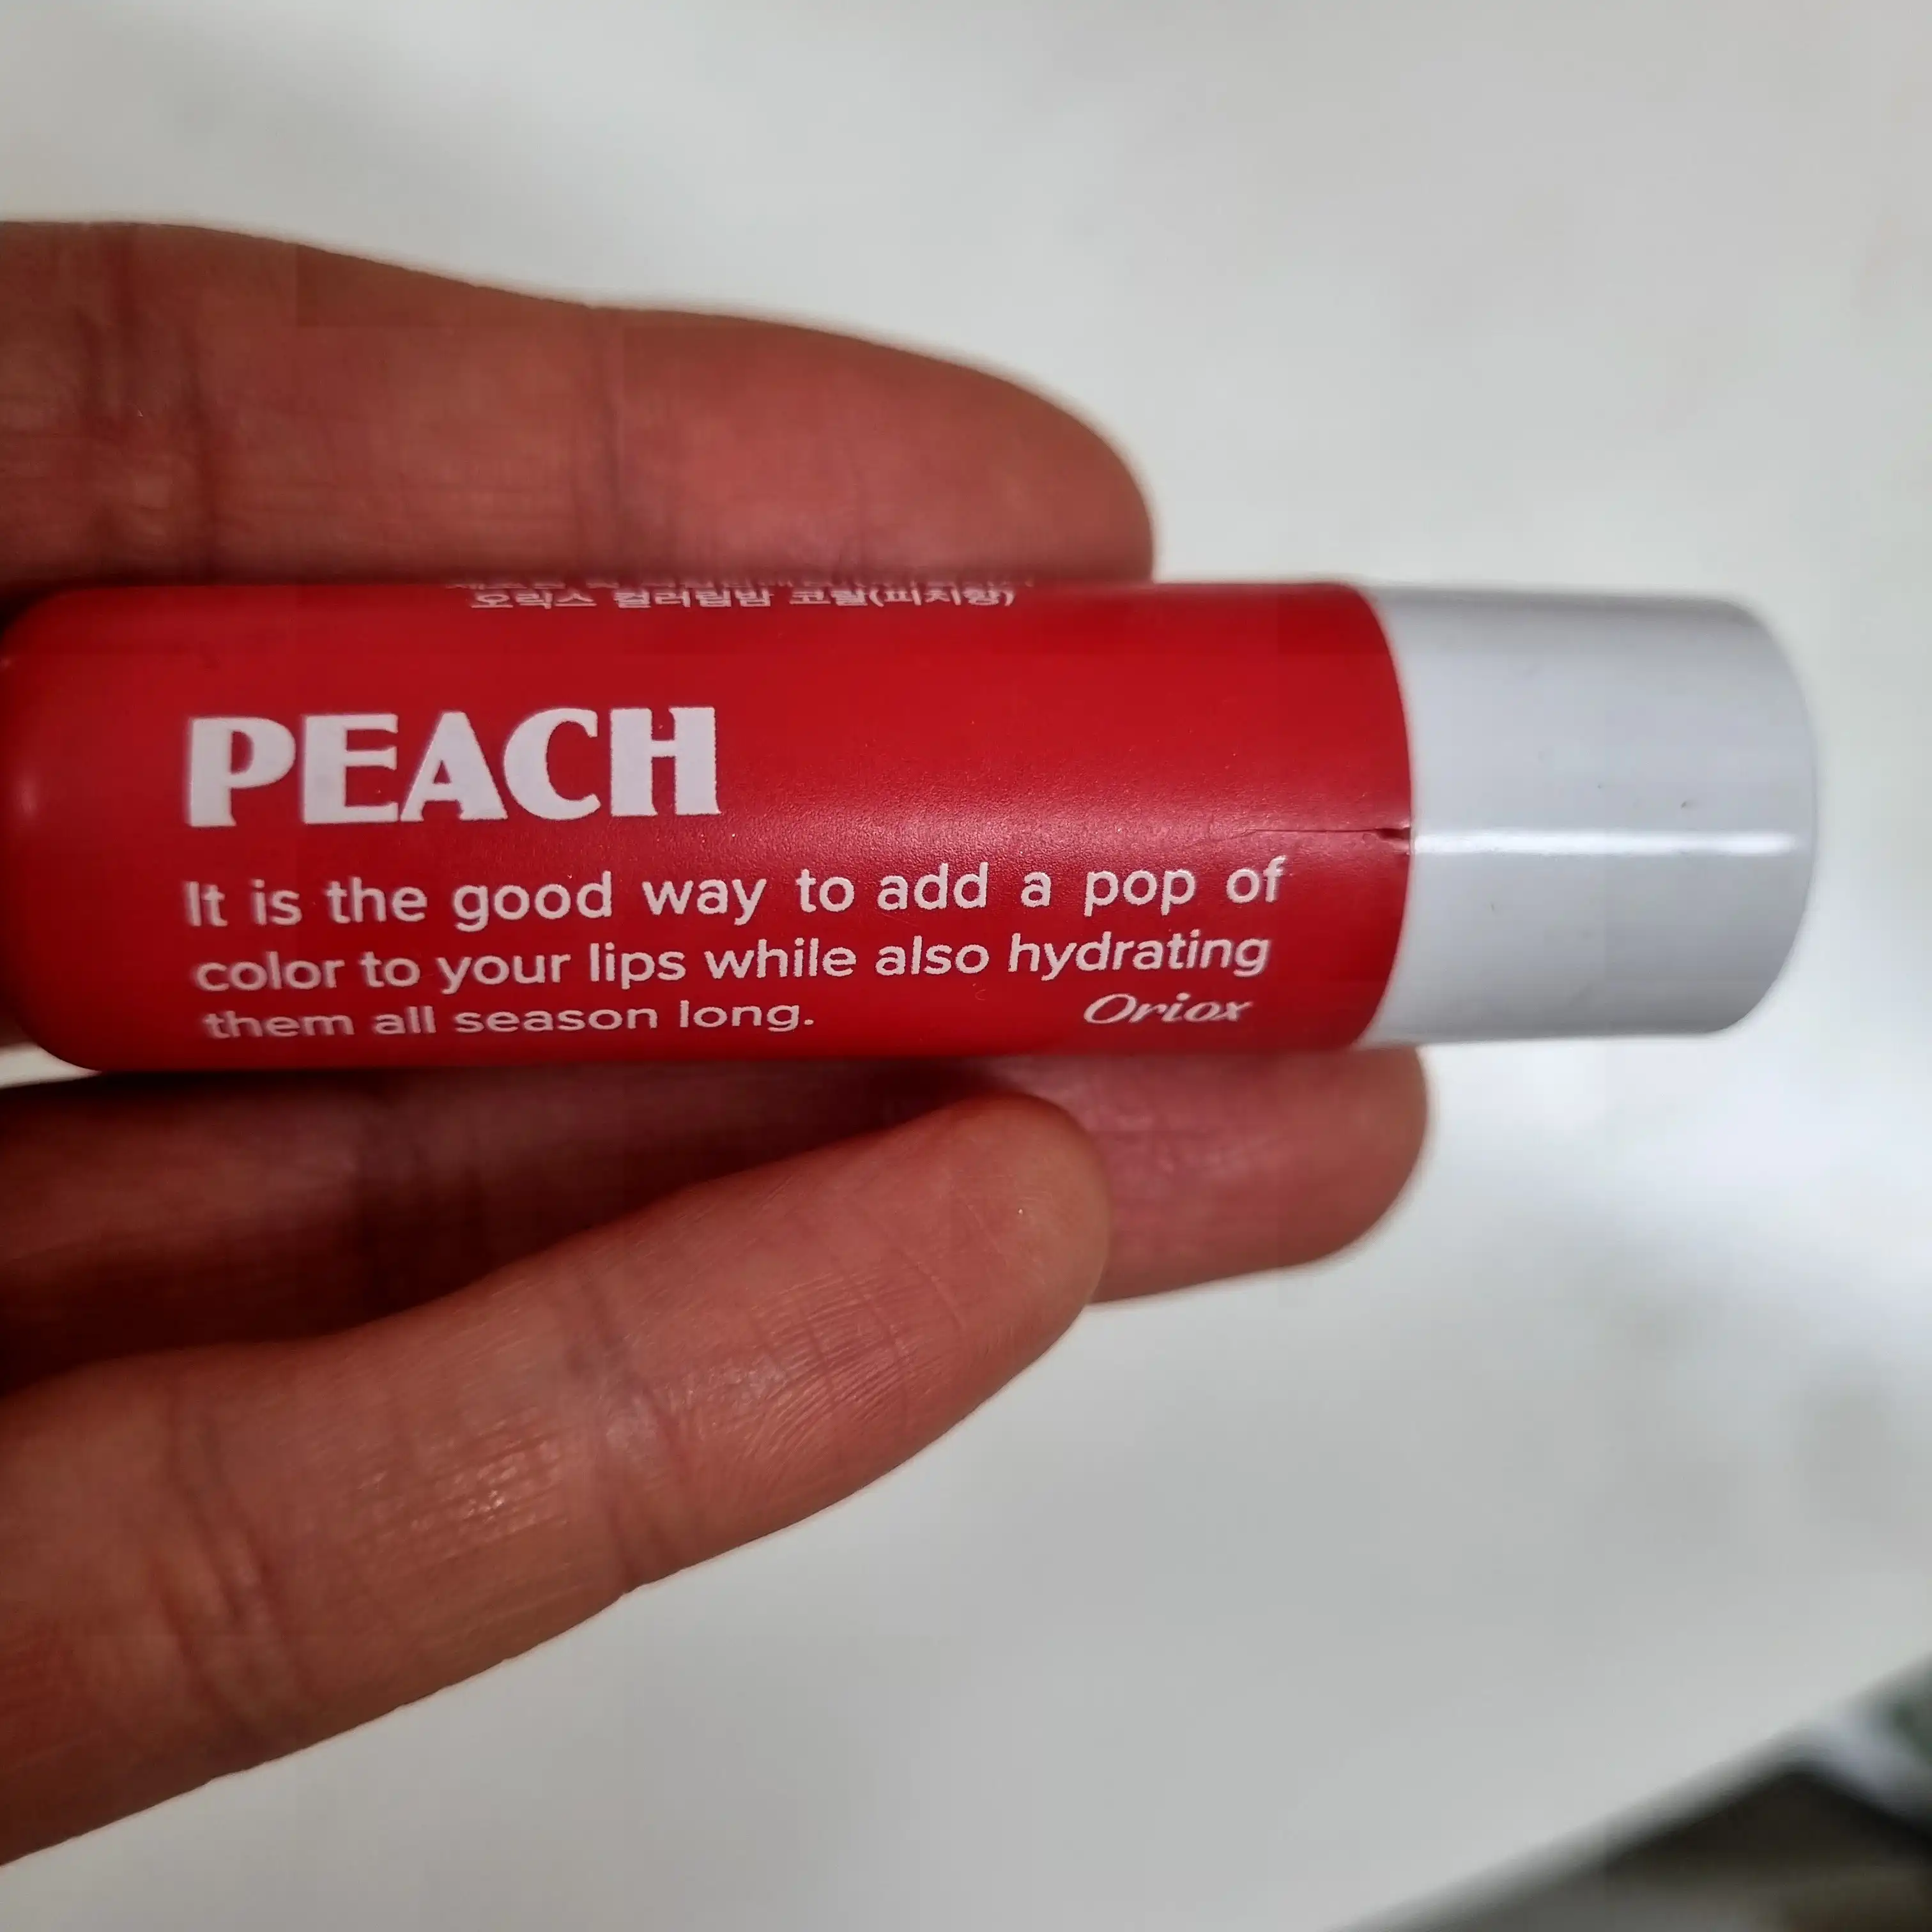 오락스 컬러립밤 코랄(피치향)
PEACH
It is the good way to add a pop of
color to your lips while also hydrating
them all season long.
Oriox